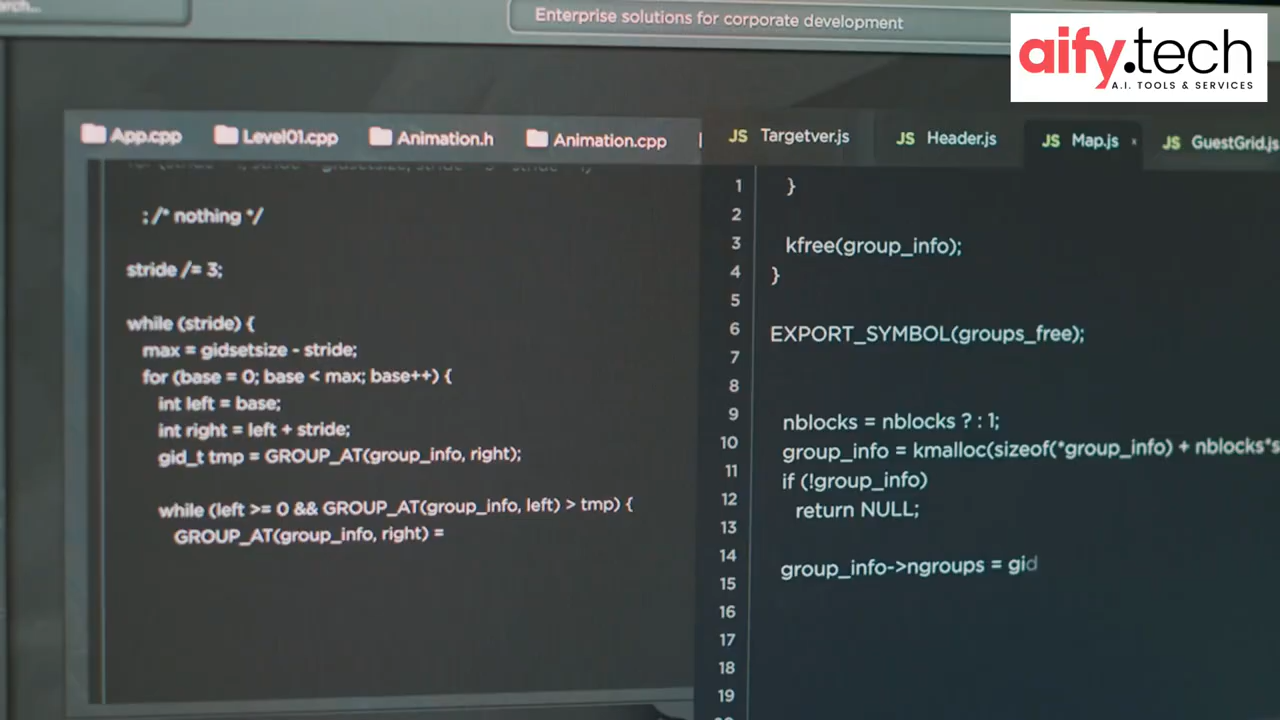 arch...
Enterprise solutions for corporate development
aify.tech
A.I. TOOLS & SERVICES
App.cpp
Level01.cpp
Animation.h
Animation.cpp
; /* nothing */
stride /= 3;
while (stride) {
max = gidsetsize - stride;
for (base = 0; base < max; base++) {
int left = base;
int right = left + stride;
gid_t tmp = GROUP_AT(group_info, right);
while (left >= 0 && GROUP_AT(group_info, left) > tmp) {
GROUP_AT(group_info, right) =
JS Targetver.js
JS Header.js
JS Map.js x
JS GuestGrid.js
1 }
2
3 kfree(group_info);
4 }
5
6 EXPORT_SYMBOL(groups_free);
7
8
9 nblocks = nblocks ? : 1;
10 group_info = kmalloc(sizeof(*group_info) + nblocks*s
11 if (!group_info)
12 return NULL;
13
14 group_info->ngroups = gid
15
16
17
18
19